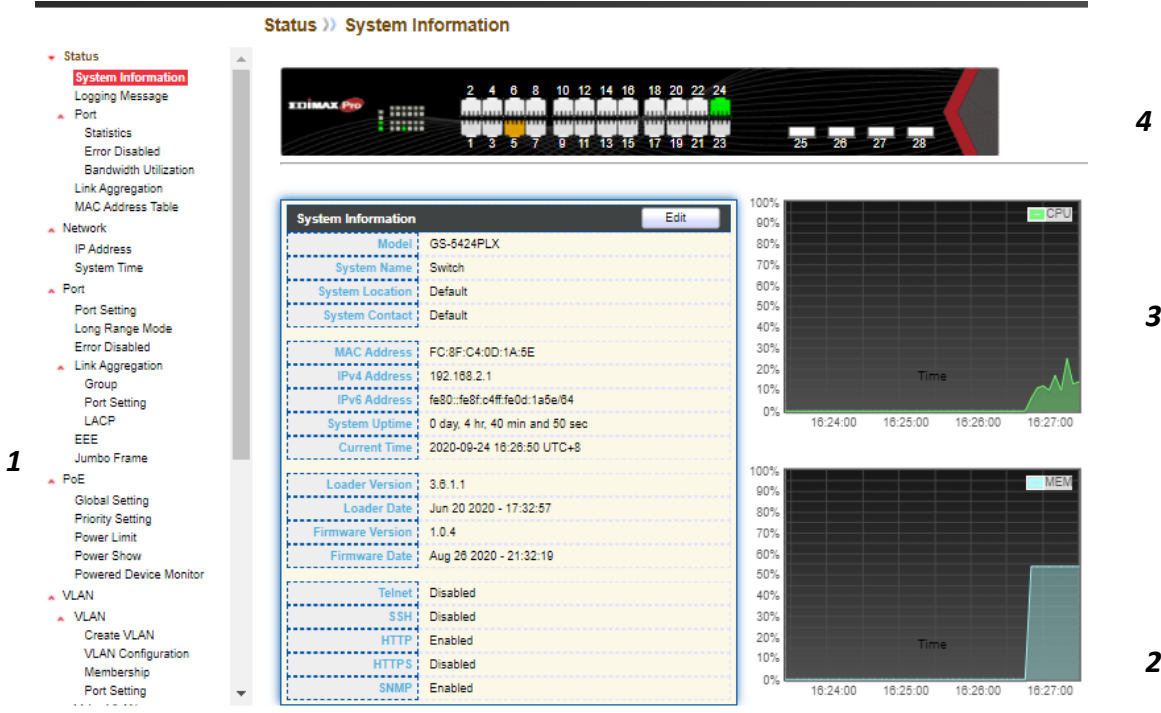 Status » System Information
Status
System Information
Logging Message
Port
Statistics
Error Disabled
Bandwidth Utilization
Link Aggregation
MAC Address Table
Network
IP Address
System Time
Port
Port Setting
Long Range Mode
Error Disabled
Link Aggregation
Group
Port Setting
LACP
EEE
Jumbo Frame
PoE
Global Setting
Priority Setting
Power Limit
Power Show
Powered Device Monitor
VLAN
VLAN
Create VLAN
VLAN Configuration
Membership
Port Setting
1
EDIMAX Pro
2 4 6 8 10 12 14 16 18 20 22 24
1 3 5 7 9 11 13 15 17 19 21 23 25 26 27 28
4
System Information Edit
Model GS-5424PLX
System Name Switch
System Location Default
System Contact Default
MAC Address FC:8F:C4:0D:1A:5E
IPv4 Address 192.168.2.1
IPv6 Address fe80::fe8f:c4ff:fe0d:1a5e/64
System Uptime 0 day, 4 hr, 40 min and 50 sec
Current Time 2020-09-24 16:26:50 UTC+8
Loader Version 3.6.1.1
Loader Date Jun 20 2020 - 17:32:57
Firmware Version 1.0.4
Firmware Date Aug 26 2020 - 21:32:19
Telnet Disabled
SSH Disabled
HTTP Enabled
HTTPS Disabled
SNMP Enabled
100%
90%
80%
70%
60%
50%
40%
30%
20%
10%
0%
CPU
Time
16:24:00 16:25:00 16:26:00 16:27:00
3
100%
90%
80%
70%
60%
50%
40%
30%
20%
10%
0%
MEM
Time
16:24:00 16:25:00 16:26:00 16:27:00
2